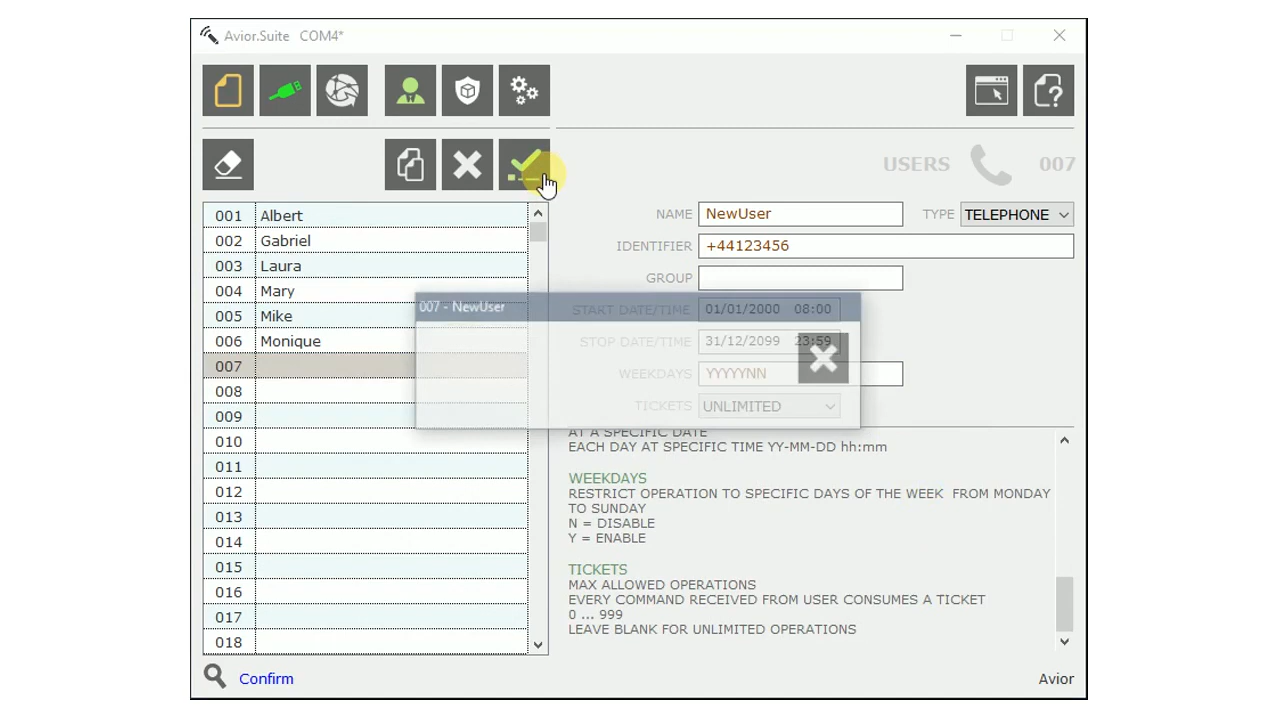 Avior.Suite COM4*
USERS 007
001 Albert
002 Gabriel
003 Laura
004 Mary
005 Mike
006 Monique
007
008
009
010
011
012
013
014
015
016
017
018
NAME NewUser TYPE TELEPHONE
IDENTIFIER +44123456
GROUP
007 - NewUser
START DATE/TIME 01/01/2000 08:00
STOP DATE/TIME 31/12/2099 23:59
WEEKDAYS YYYYYNN
TICKETS UNLIMITED
AT A SPECIFIC DATE
EACH DAY AT SPECIFIC TIME YY-MM-DD hh:mm
WEEKDAYS
RESTRICT OPERATION TO SPECIFIC DAYS OF THE WEEK FROM MONDAY
TO SUNDAY
N = DISABLE
Y = ENABLE
TICKETS
MAX ALLOWED OPERATIONS
EVERY COMMAND RECEIVED FROM USER CONSUMES A TICKET
0 ... 999
LEAVE BLANK FOR UNLIMITED OPERATIONS
Confirm
Avior